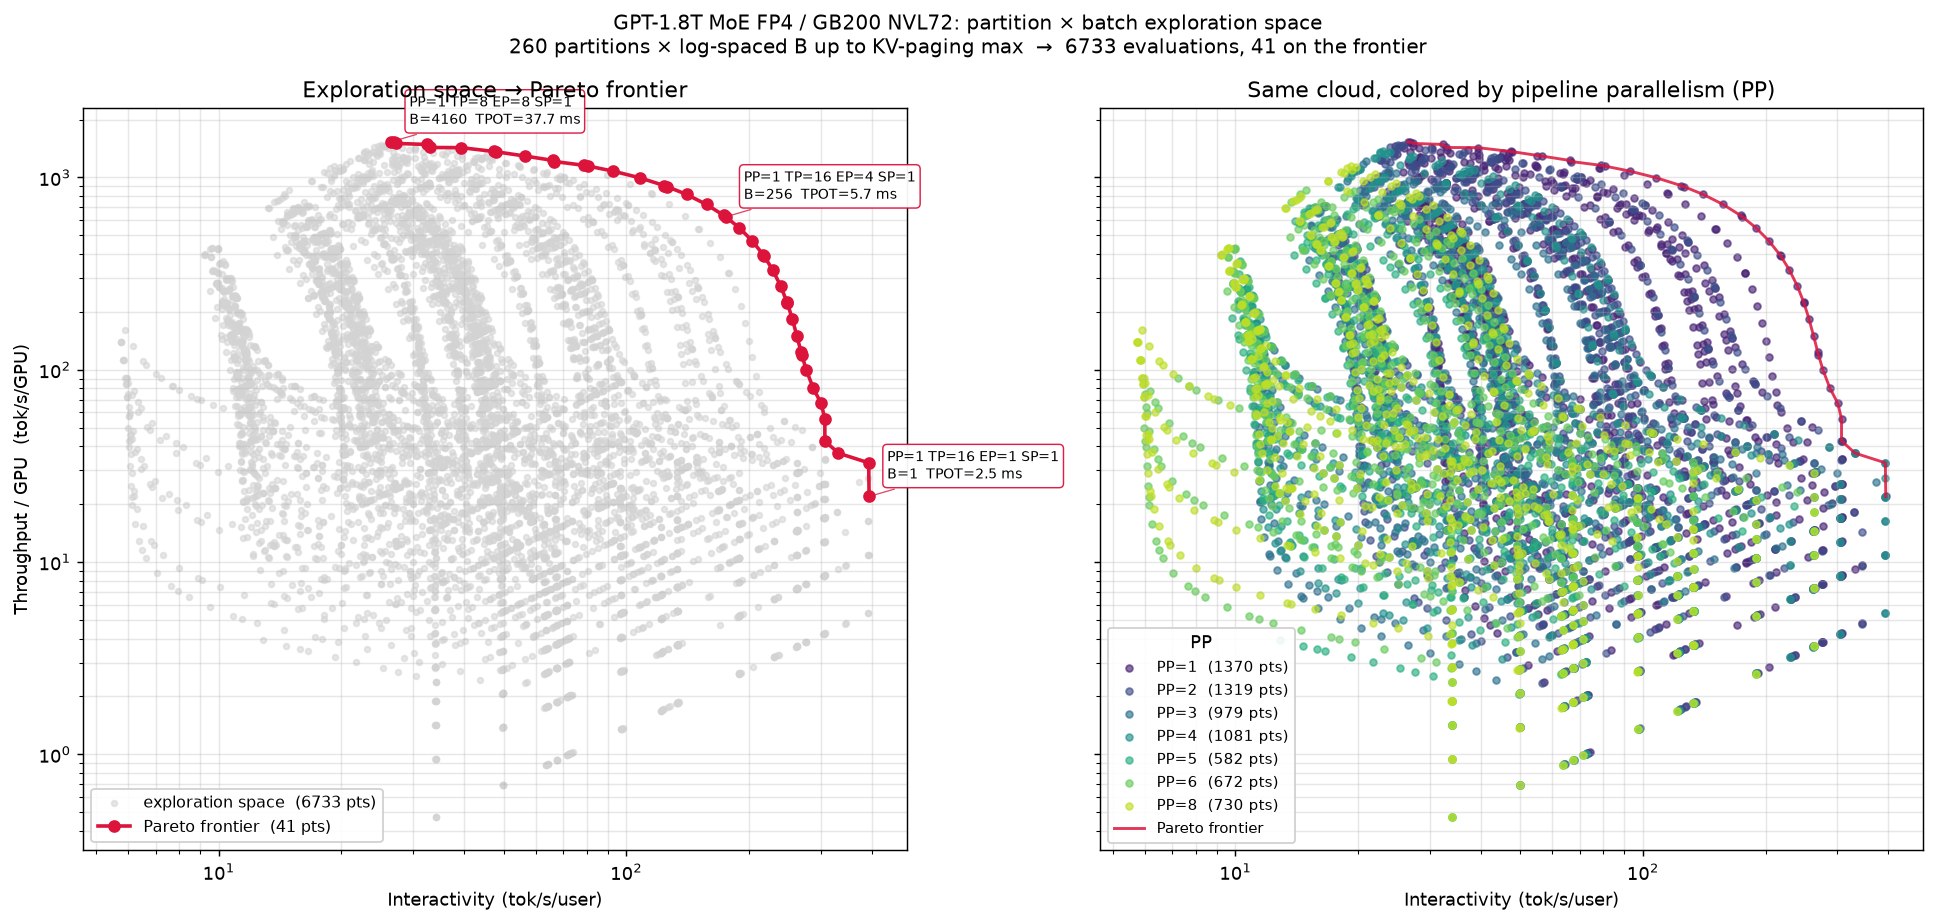 GPT-1.8T MoE FP4 / GB200 NVL72: partition × batch exploration space
260 partitions × log-spaced B up to KV-paging max → 6733 evaluations, 41 on the frontier
Exploration space → Pareto frontier
PP=1 TP=8 EP=8 SP=1
B=4160 TPOT=37.7 ms
PP=1 TP=16 EP=4 SP=1
B=256 TPOT=5.7 ms
PP=1 TP=16 EP=1 SP=1
B=1 TPOT=2.5 ms
Throughput / GPU (tok/s/GPU)
10³
10²
10¹
10⁰
exploration space (6733 pts)
Pareto frontier (41 pts)
10¹
10²
Interactivity (tok/s/user)
Same cloud, colored by pipeline parallelism (PP)
PP
PP=1 (1370 pts)
PP=2 (1319 pts)
PP=3 (979 pts)
PP=4 (1081 pts)
PP=5 (582 pts)
PP=6 (672 pts)
PP=8 (730 pts)
Pareto frontier
10¹
10²
Interactivity (tok/s/user)